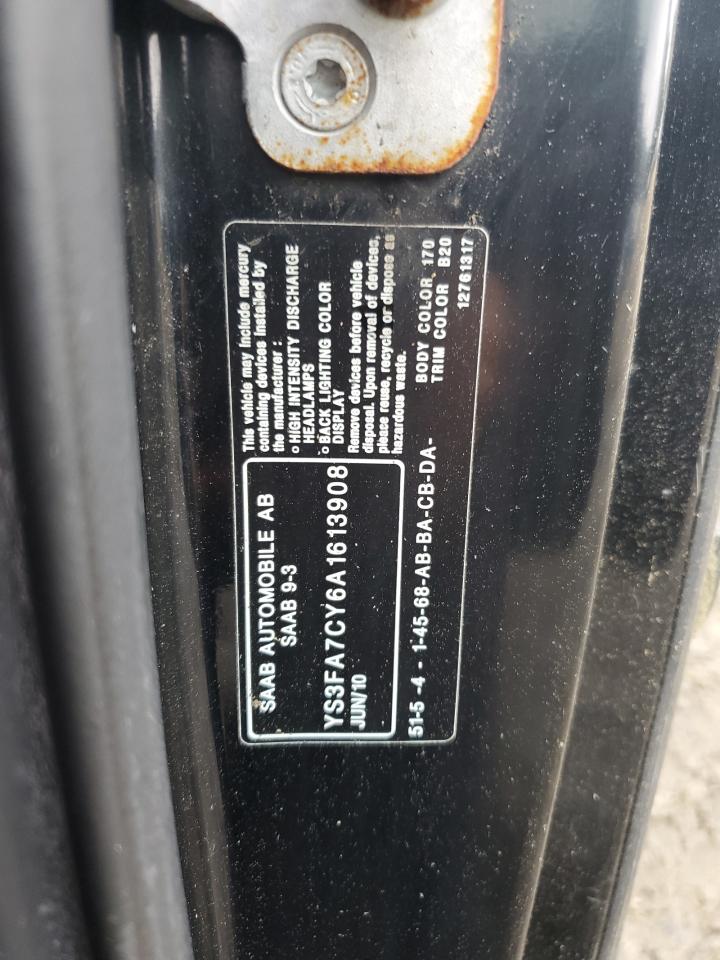 SAAB AUTOMOBILE AB
SAAB 9-3
YS3FA7CY6A1613908
JUN/10
This vehicle may include mercury
containing devices installed by
the manufacturer :
o HIGH INTENSITY DISCHARGE
HEADLAMPS
o BACK LIGHTING COLOR
DISPLAY
Remove devices before vehicle
disposal. Upon removal of devices,
please reuse, recycle or dispose as
hazardous waste.
51-5 -4 - 1-45-68-AB-BA-CB-DA-
BODY COLOR 170
TRIM COLOR B20
12761317